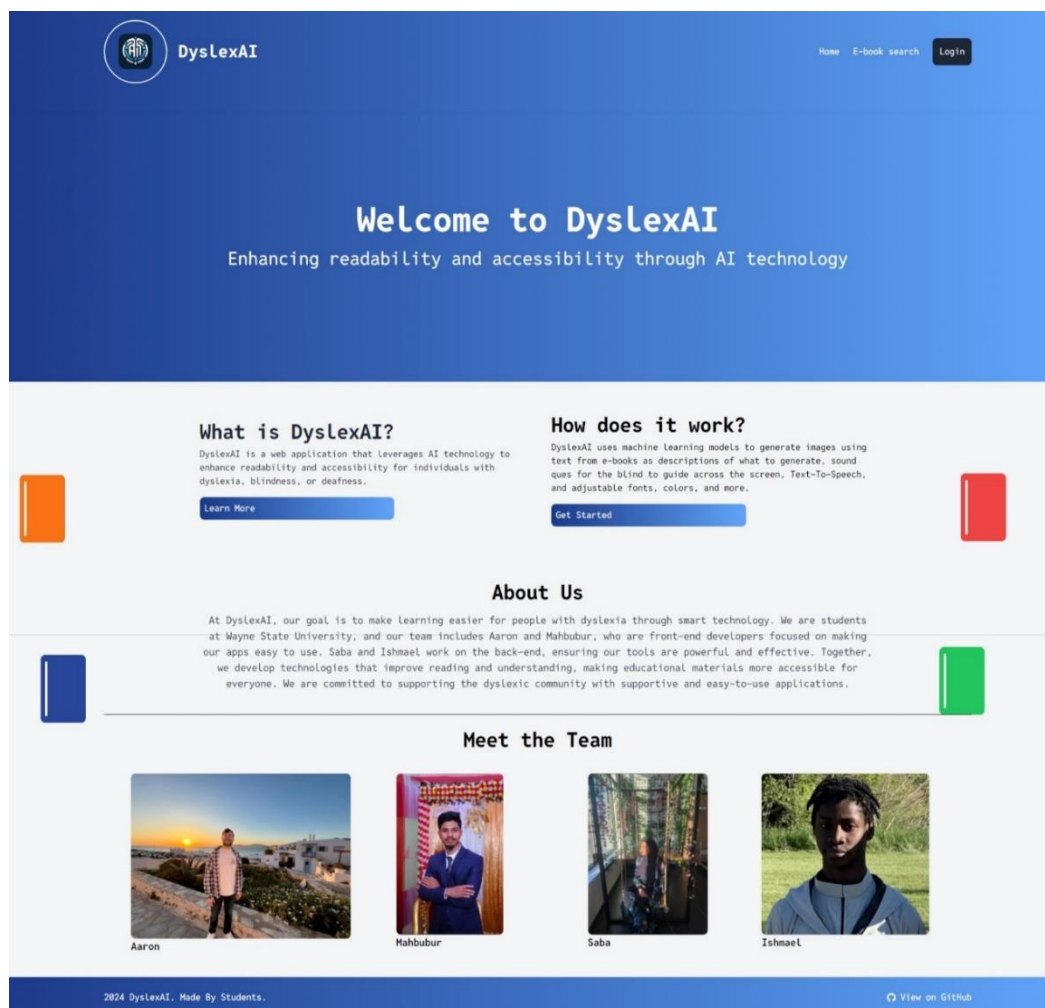 DyslexAI
Home E-book search Login
Welcome to DyslexAI
Enhancing readability and accessibility through AI technology
What is DyslexAI?
DyslexAI is a web application that leverages AI technology to
enhance readability and accessibility for individuals with
dyslexia, blindness, or deafness.
Learn More
How does it work?
DyslexAI uses machine learning models to generate images using
text from e-books as descriptions of what to generate, sound
ques for the blind to guide across the screen, Text-To-Speech,
and adjustable fonts, colors, and more.
Get Started
About Us
At DyslexAI, our goal is to make learning easier for people with dyslexia through smart technology. We are students
at Wayne State University, and our team includes Aaron and Mahbubur, who are front-end developers focused on making
our apps easy to use. Saba and Ishmael work on the back-end, ensuring our tools are powerful and effective. Together,
we develop technologies that improve reading and understanding, making educational materials more accessible for
everyone. We are committed to supporting the dyslexic community with supportive and easy-to-use applications.
Meet the Team
Aaron
Mahbubur
Saba
Ishmael
2024 DyslexAI. Made By Students.
View on GitHub